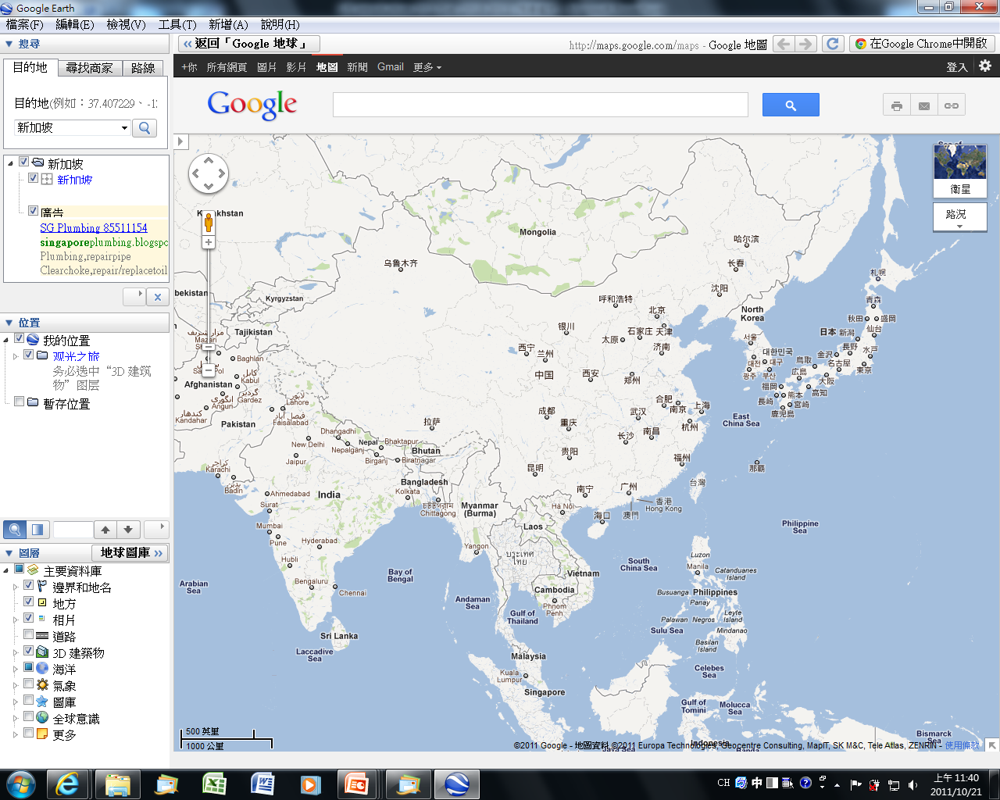 Google Earth
檔案(F) 編輯(E) 檢視(V) 工具(T) 新增(A) 說明(H)
搜尋
目的地 尋找商家 路線
目的地(例如：37.407229、-1
新加坡
新加坡
新加坡
廣告
SG Plumbing 85511154
singaporeplumbing.blogspo
Plumbing,repairpipe
Clearchoke,repair/replacetoil
位置
我的位置
观光之旅
务必选中“3D 建筑
物”图层
暫存位置
圖層 地球圖庫 »
主要資料庫
邊界和地名
地方
相片
道路
3D 建築物
海洋
氣象
圖庫
全球意識
更多
« 返回「Google 地球」
http://maps.google.com/maps - Google 地圖
在Google Chrome中開啟
+你 所有網頁 圖片 影片 地圖 新聞 Gmail 更多
登入
Google
衛星
路況
Mongolia
哈尔滨
长春
乌鲁木齐
沈阳
札幌
Kyrgyzstan
呼和浩特
北京
North
Korea
青森
秋田 盛岡
Tajikistan
银川
石家庄 天津
太原
서울
日本 新潟
仙台
西宁
兰州
济南
대한민국
長野
水戸
Baghlan
中国
西安
郑州
대전 대구
광주 부산
鳥取
金沢
名古屋
東京
広島
大阪
Kabul
Afghanistan
Gardez
合肥
南京
上海
福岡
熊本
高知
長崎
宮崎
鹿児島
Kandahar
Lahore
Faisalabad
成都
重庆
武汉
杭州
East
China Sea
Pakistan
拉萨
长沙
南昌
Dhangadhi
New Delhi
Nepal
Bhaktapur
Nepalganj
Birganj
Biratnagar
Bhutan
贵阳
福州
Jaipur
昆明
那覇
Karachi
Badin
Bangladesh
台灣
Ahmedabad
India
Kolkata
Chittagong
Myanmar
(Burma)
南宁
广州
香港
Hong Kong
澳門
Surat
Hà Nội
海口
Mumbai
Pune
Laos
Philippine
Sea
Hyderabad
Yangon
ประเทศ
ไทย
Hubli
Bay of
Bengal
South
China Sea
Luzon
Manila
Catanduanes
Island
Bengaluru
Chennai
Vietnam
Arabian
Sea
Cambodia
Phnom
Penh
Busuanga
Philippines
Panay
Andaman
Sea
Gulf of
Thailand
Palawan
Negros
Leyte
Island
Sulu Sea
Mindanao
Sri Lanka
Basilan
Island
Laccadive
Sea
Malaysia
Kuala
Lumpur
Celebes
Sea
Singapore
Gulf of
Tomini
Molucca
Sea
500 英里
1000 公里
Bismarck
Sea
Indonesia
©2011 Google - 地圖資料 ©2011 Europa Technologies, Geocentre Consulting, MapIT, SK M&C, Tele Atlas, ZENRIN - 使用條款
CH 中
上午 11:40
2011/10/21